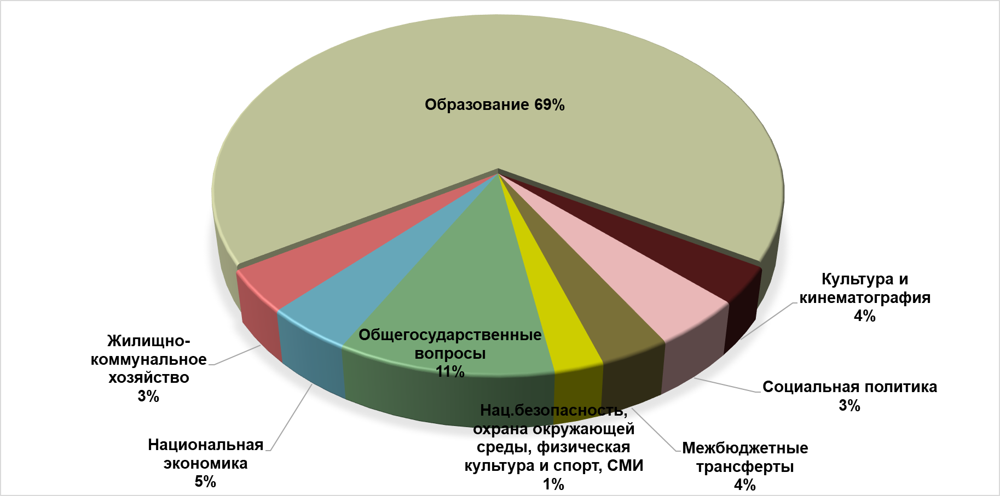 Образование 69%
Культура и
кинематография
4%
Социальная политика
3%
Межбюджетные
трансферты
4%
Нац.безопасность,
охрана окружающей
среды, физическая
культура и спорт, СМИ
1%
Общегосударственные
вопросы
11%
Национальная
экономика
5%
Жилищно-
коммунальное
хозяйство
3%